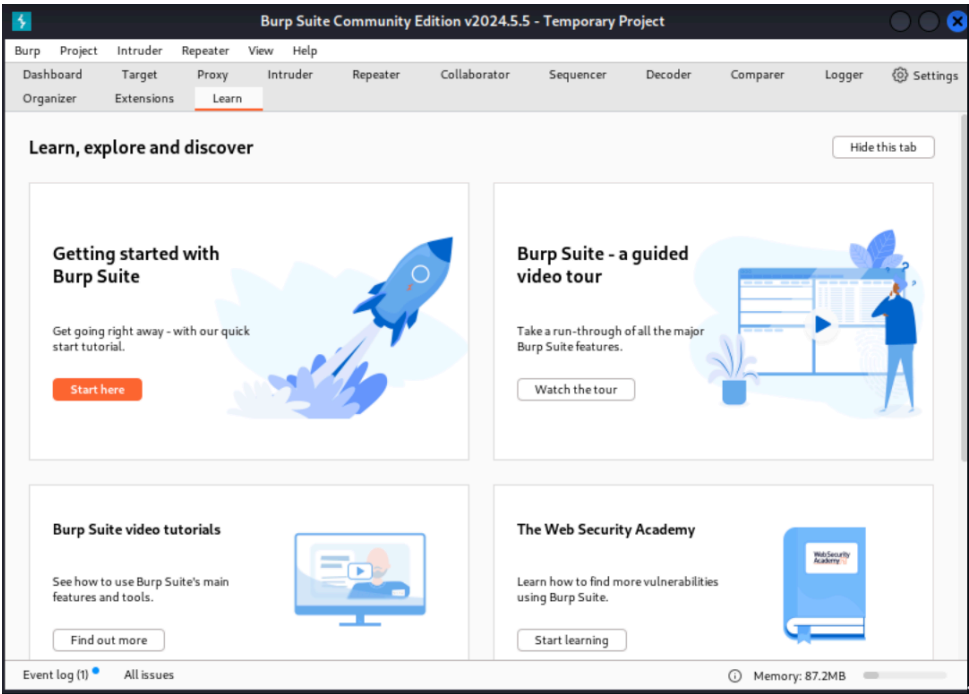 Burp Suite Community Edition v2024.5.5 - Temporary Project
Burp Project Intruder Repeater View Help
Dashboard Target Proxy Intruder Repeater Collaborator Sequencer Decoder Comparer Logger Settings
Organizer Extensions Learn
Learn, explore and discover
Hide this tab
Getting started with
Burp Suite
Get going right away - with our quick
start tutorial.
Start here
Burp Suite - a guided
video tour
Take a run-through of all the major
Burp Suite features.
Watch the tour
Burp Suite video tutorials
See how to use Burp Suite's main
features and tools.
Find out more
The Web Security Academy
Learn how to find more vulnerabilities
using Burp Suite.
Start learning
WebSecurity
Academy
Event log (1) All issues
Memory: 87.2MB